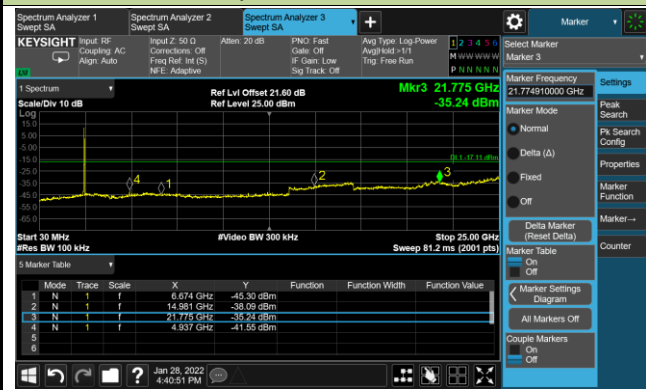 Spectrum Analyzer 1
Swept SA
Spectrum Analyzer 2
Swept SA
Spectrum Analyzer 3
Swept SA
Marker
KEYSIGHT
Input: RF
Coupling: AC
Align: Auto
Input Z: 50 Ω
Corrections: Off
Freq Ref: Int (S)
NFE: Adaptive
Atten: 20 dB
PNO: Fast
Gate: Off
IF Gain: Low
Sig Track: Off
Avg Type: Log-Power
Avg|Hold:>1/1
Trig: Free Run
1 2 3 4 5 6
M W W W W W
P N N N N N
Select Marker
Marker 3
1 Spectrum
Scale/Div 10 dB
Log
Ref Lvl Offset 21.60 dB
Ref Level 25.00 dBm
Mkr3 21.775 GHz
-35.24 dBm
15.0
5.00
-5.00
-15.0
-25.0
-35.0
-45.0
-55.0
-65.0
DL1 -17.11 dBm
4
1
2
3
Start 30 MHz
#Res BW 100 kHz
#Video BW 300 kHz
Stop 25.00 GHz
Sweep 81.2 ms (2001 pts)
5 Marker Table
Mode Trace Scale X Y Function Function Width Function Value
1 N 1 f 6.674 GHz -45.30 dBm
2 N 1 f 14.981 GHz -38.09 dBm
3 N 1 f 21.775 GHz -35.24 dBm
4 N 1 f 4.937 GHz -41.55 dBm
5
6
Marker Frequency
21.774910000 GHz
Marker Mode
Normal
Delta (Δ)
Fixed
Off
Delta Marker
(Reset Delta)
Marker Table
On
Off
Marker Settings
Diagram
All Markers Off
Couple Markers
On
Off
Settings
Peak
Search
Pk Search
Config
Properties
Marker
Function
Marker→
Counter
Jan 28, 2022
4:40:51 PM